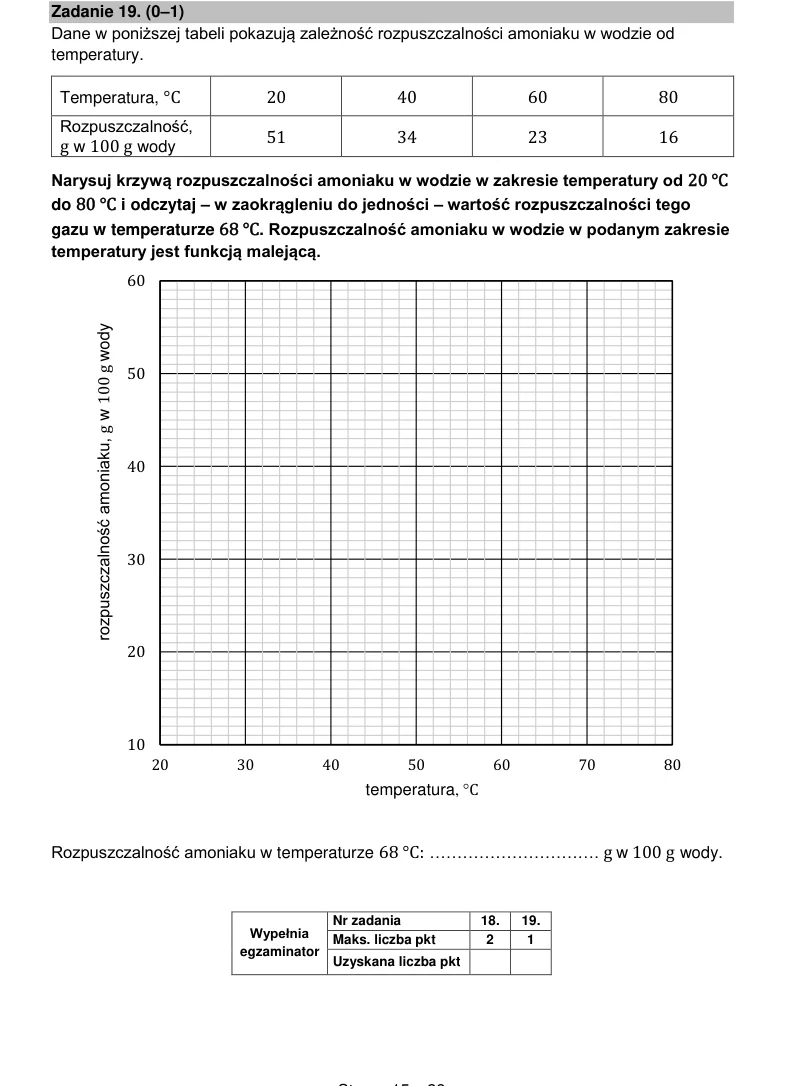 Zadanie 19. (0–1)
Dane w poniższej tabeli pokazują zależność rozpuszczalności amoniaku w wodzie od
temperatury.
Temperatura, °C 20 40 60 80
Rozpuszczalność,
g w 100 g wody 51 34 23 16
Narysuj krzywą rozpuszczalności amoniaku w wodzie w zakresie temperatury od 20 °C
do 80 °C i odczytaj – w zaokrągleniu do jedności – wartość rozpuszczalności tego
gazu w temperaturze 68 °C. Rozpuszczalność amoniaku w wodzie w podanym zakresie
temperatury jest funkcją malejącą.
60
50
40
30
20
10
rozpuszczalność amoniaku, g w 100 g wody
20 30 40 50 60 70 80
temperatura, °C
Rozpuszczalność amoniaku w temperaturze 68 °C: ............................... g w 100 g wody.
Wypełnia
egzaminator
Nr zadania 18. 19.
Maks. liczba pkt 2 1
Uzyskana liczba pkt